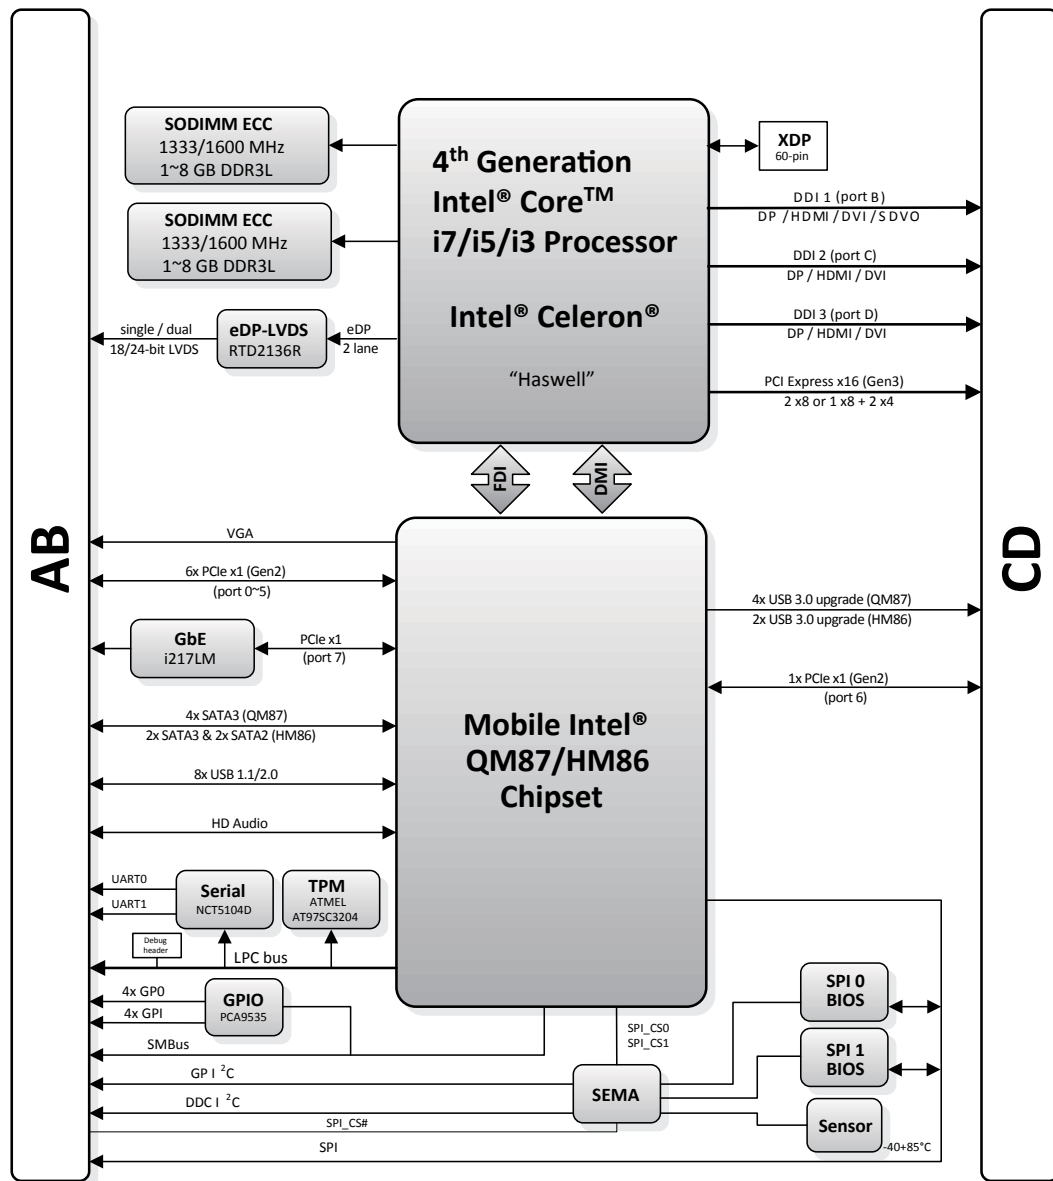 AB
CD
SODIMM ECC
1333/1600 MHz
1~8 GB DDR3L
SODIMM ECC
1333/1600 MHz
1~8 GB DDR3L
single / dual
18/24-bit LVDS
eDP-LVDS
RTD2136R
eDP
2 lane
4th Generation
Intel® Core™
i7/i5/i3 Processor
Intel® Celeron®
“Haswell”
XDP
60-pin
DDI 1 (port B)
DP / HDMI / DVI / SDVO
DDI 2 (port C)
DP / HDMI / DVI
DDI 3 (port D)
DP / HDMI / DVI
PCI Express x16 (Gen3)
2 x8 or 1 x8 + 2 x4
FDI
DMI
VGA
6x PCIe x1 (Gen2)
(port 0~5)
GbE
i217LM
PCIe x1
(port 7)
4x SATA3 (QM87)
2x SATA3 & 2x SATA2 (HM86)
8x USB 1.1/2.0
HD Audio
Mobile Intel®
QM87/HM86
Chipset
4x USB 3.0 upgrade (QM87)
2x USB 3.0 upgrade (HM86)
1x PCIe x1 (Gen2)
(port 6)
UART0
UART1
Serial
NCT5104D
TPM
ATMEL
AT97SC3204
Debug
header
LPC bus
4x GP0
4x GPI
GPIO
PCA9535
SMBus
GP I ²C
DDC I ²C
SPI_CS#
SPI
SPI_CS0
SPI_CS1
SEMA
SPI 0
BIOS
SPI 1
BIOS
Sensor
-40+85°C